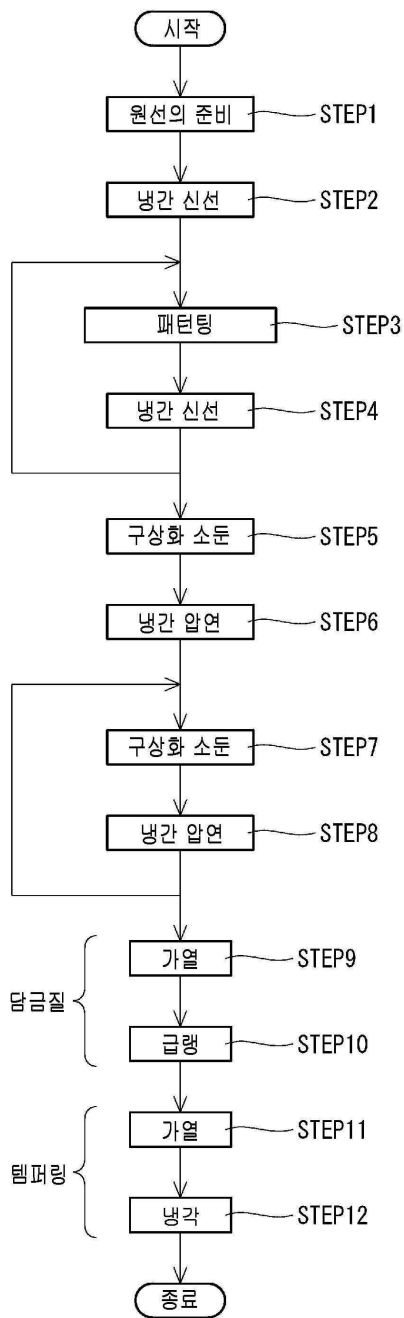 시작
원선의 준비 STEP1
냉간 신선 STEP2
패턴팅 STEP3
냉간 신선 STEP4
구상화 소둔 STEP5
냉간 압연 STEP6
구상화 소둔 STEP7
냉간 압연 STEP8
담금질
가열 STEP9
급랭 STEP10
템퍼링
가열 STEP11
냉각 STEP12
종료